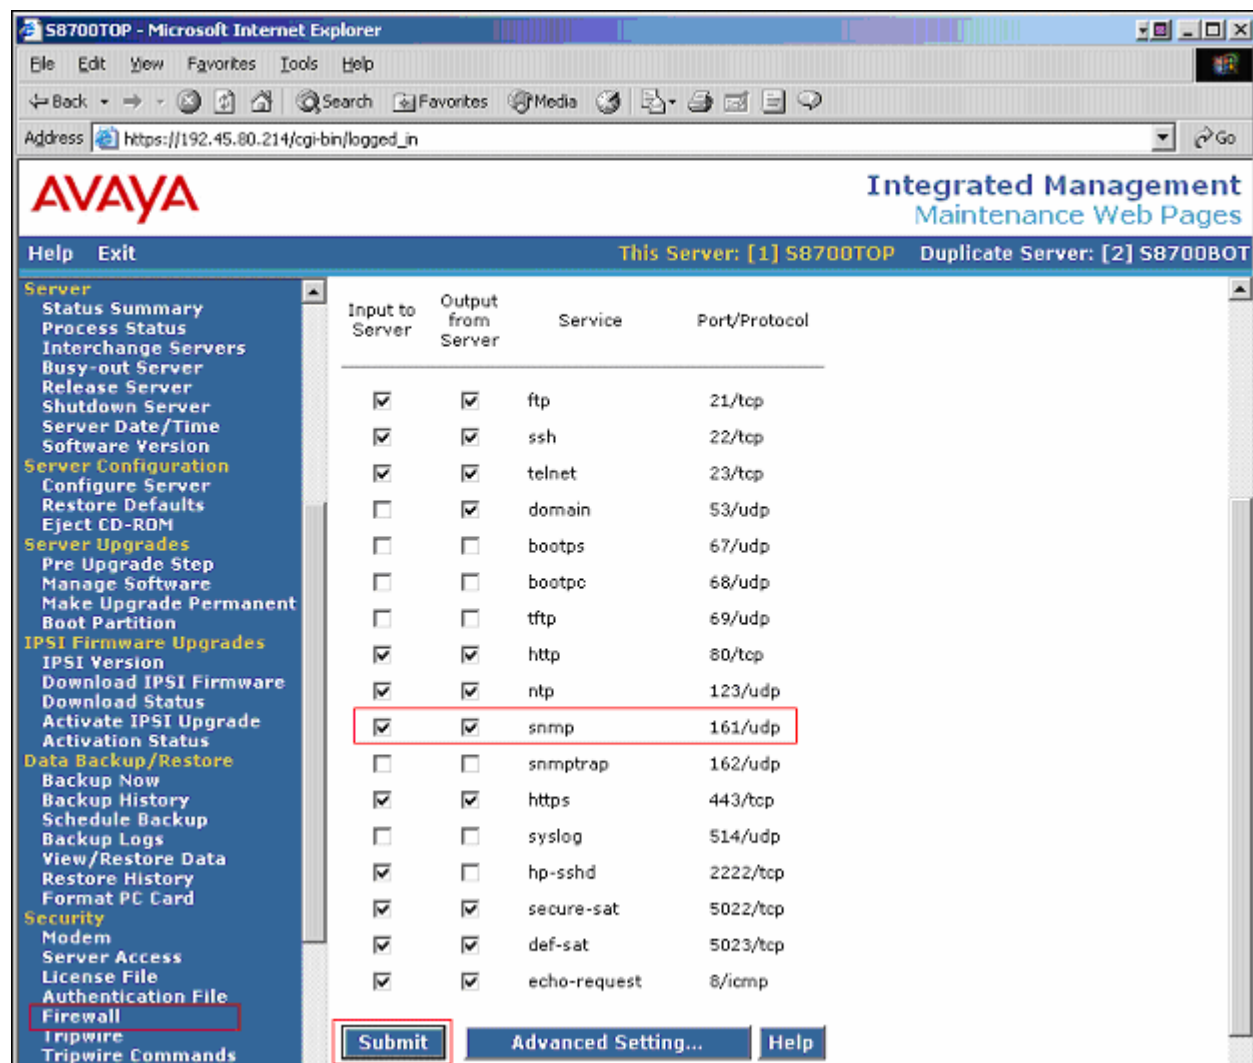 S8700TOP - Microsoft Internet Explorer
File Edit View Favorites Tools Help
Back Search Favorites Media
Address https://192.45.80.214/cgi-bin/logged_in Go
AVAYA
Integrated Management
Maintenance Web Pages
Help Exit This Server: [1] S8700TOP Duplicate Server: [2] S8700BOT
Server
Status Summary
Process Status
Interchange Servers
Busy-out Server
Release Server
Shutdown Server
Server Date/Time
Software Version
Server Configuration
Configure Server
Restore Defaults
Eject CD-ROM
Server Upgrades
Pre Upgrade Step
Manage Software
Make Upgrade Permanent
Boot Partition
IPSI Firmware Upgrades
IPSI Version
Download IPSI Firmware
Download Status
Activate IPSI Upgrade
Activation Status
Data Backup/Restore
Backup Now
Backup History
Schedule Backup
Backup Logs
View/Restore Data
Restore History
Format PC Card
Security
Modem
Server Access
License File
Authentication File
Firewall
Tripwire
Tripwire Commands
Input to Server Output from Server Service Port/Protocol
ftp 21/tcp
ssh 22/tcp
telnet 23/tcp
domain 53/udp
bootps 67/udp
bootpc 68/udp
tftp 69/udp
http 80/tcp
ntp 123/udp
snmp 161/udp
snmptrap 162/udp
https 443/tcp
syslog 514/udp
hp-sshd 2222/tcp
secure-sat 5022/tcp
def-sat 5023/tcp
echo-request 8/icmp
Submit Advanced Setting... Help